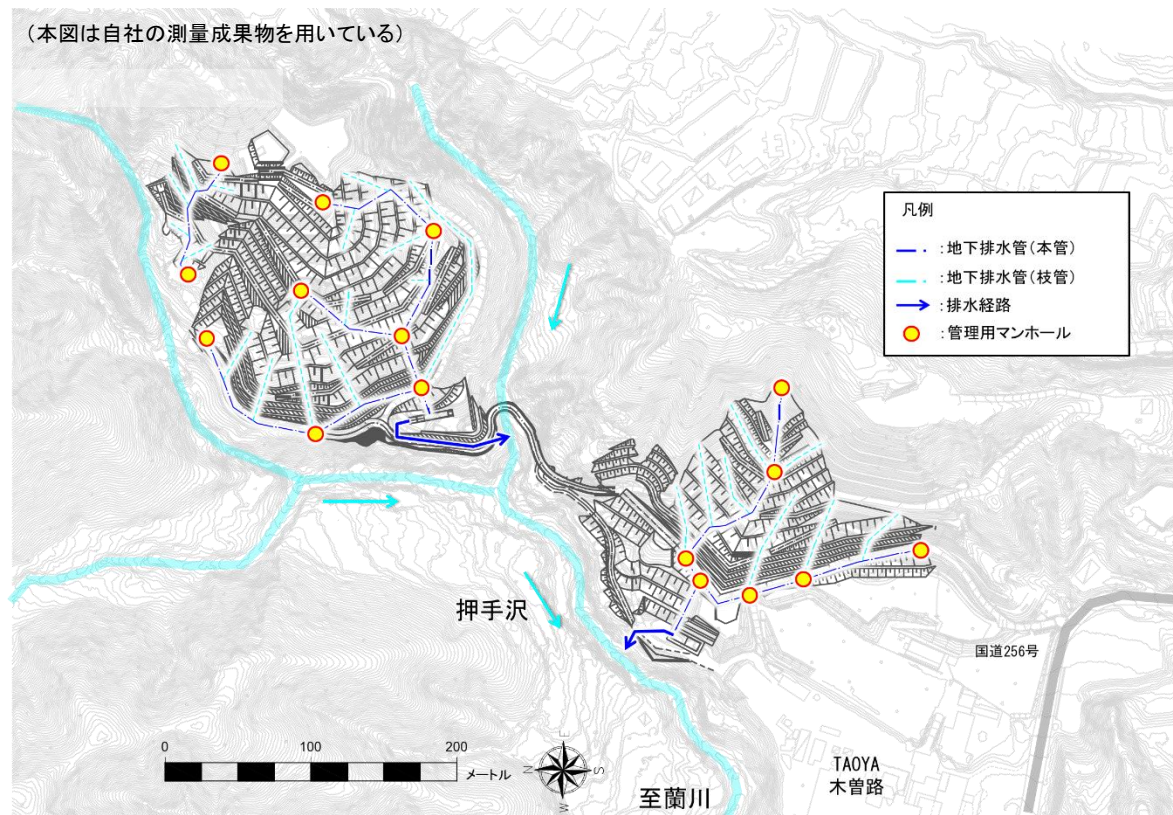 (本図は自社の測量成果物を用いている)
凡例
:地下排水管(本管)
:地下排水管(枝管)
:排水経路
:管理用マンホール
押手沢
国道256号
0 100 200
メートル
N E S W
TAOYA
木曽路
至蘭川